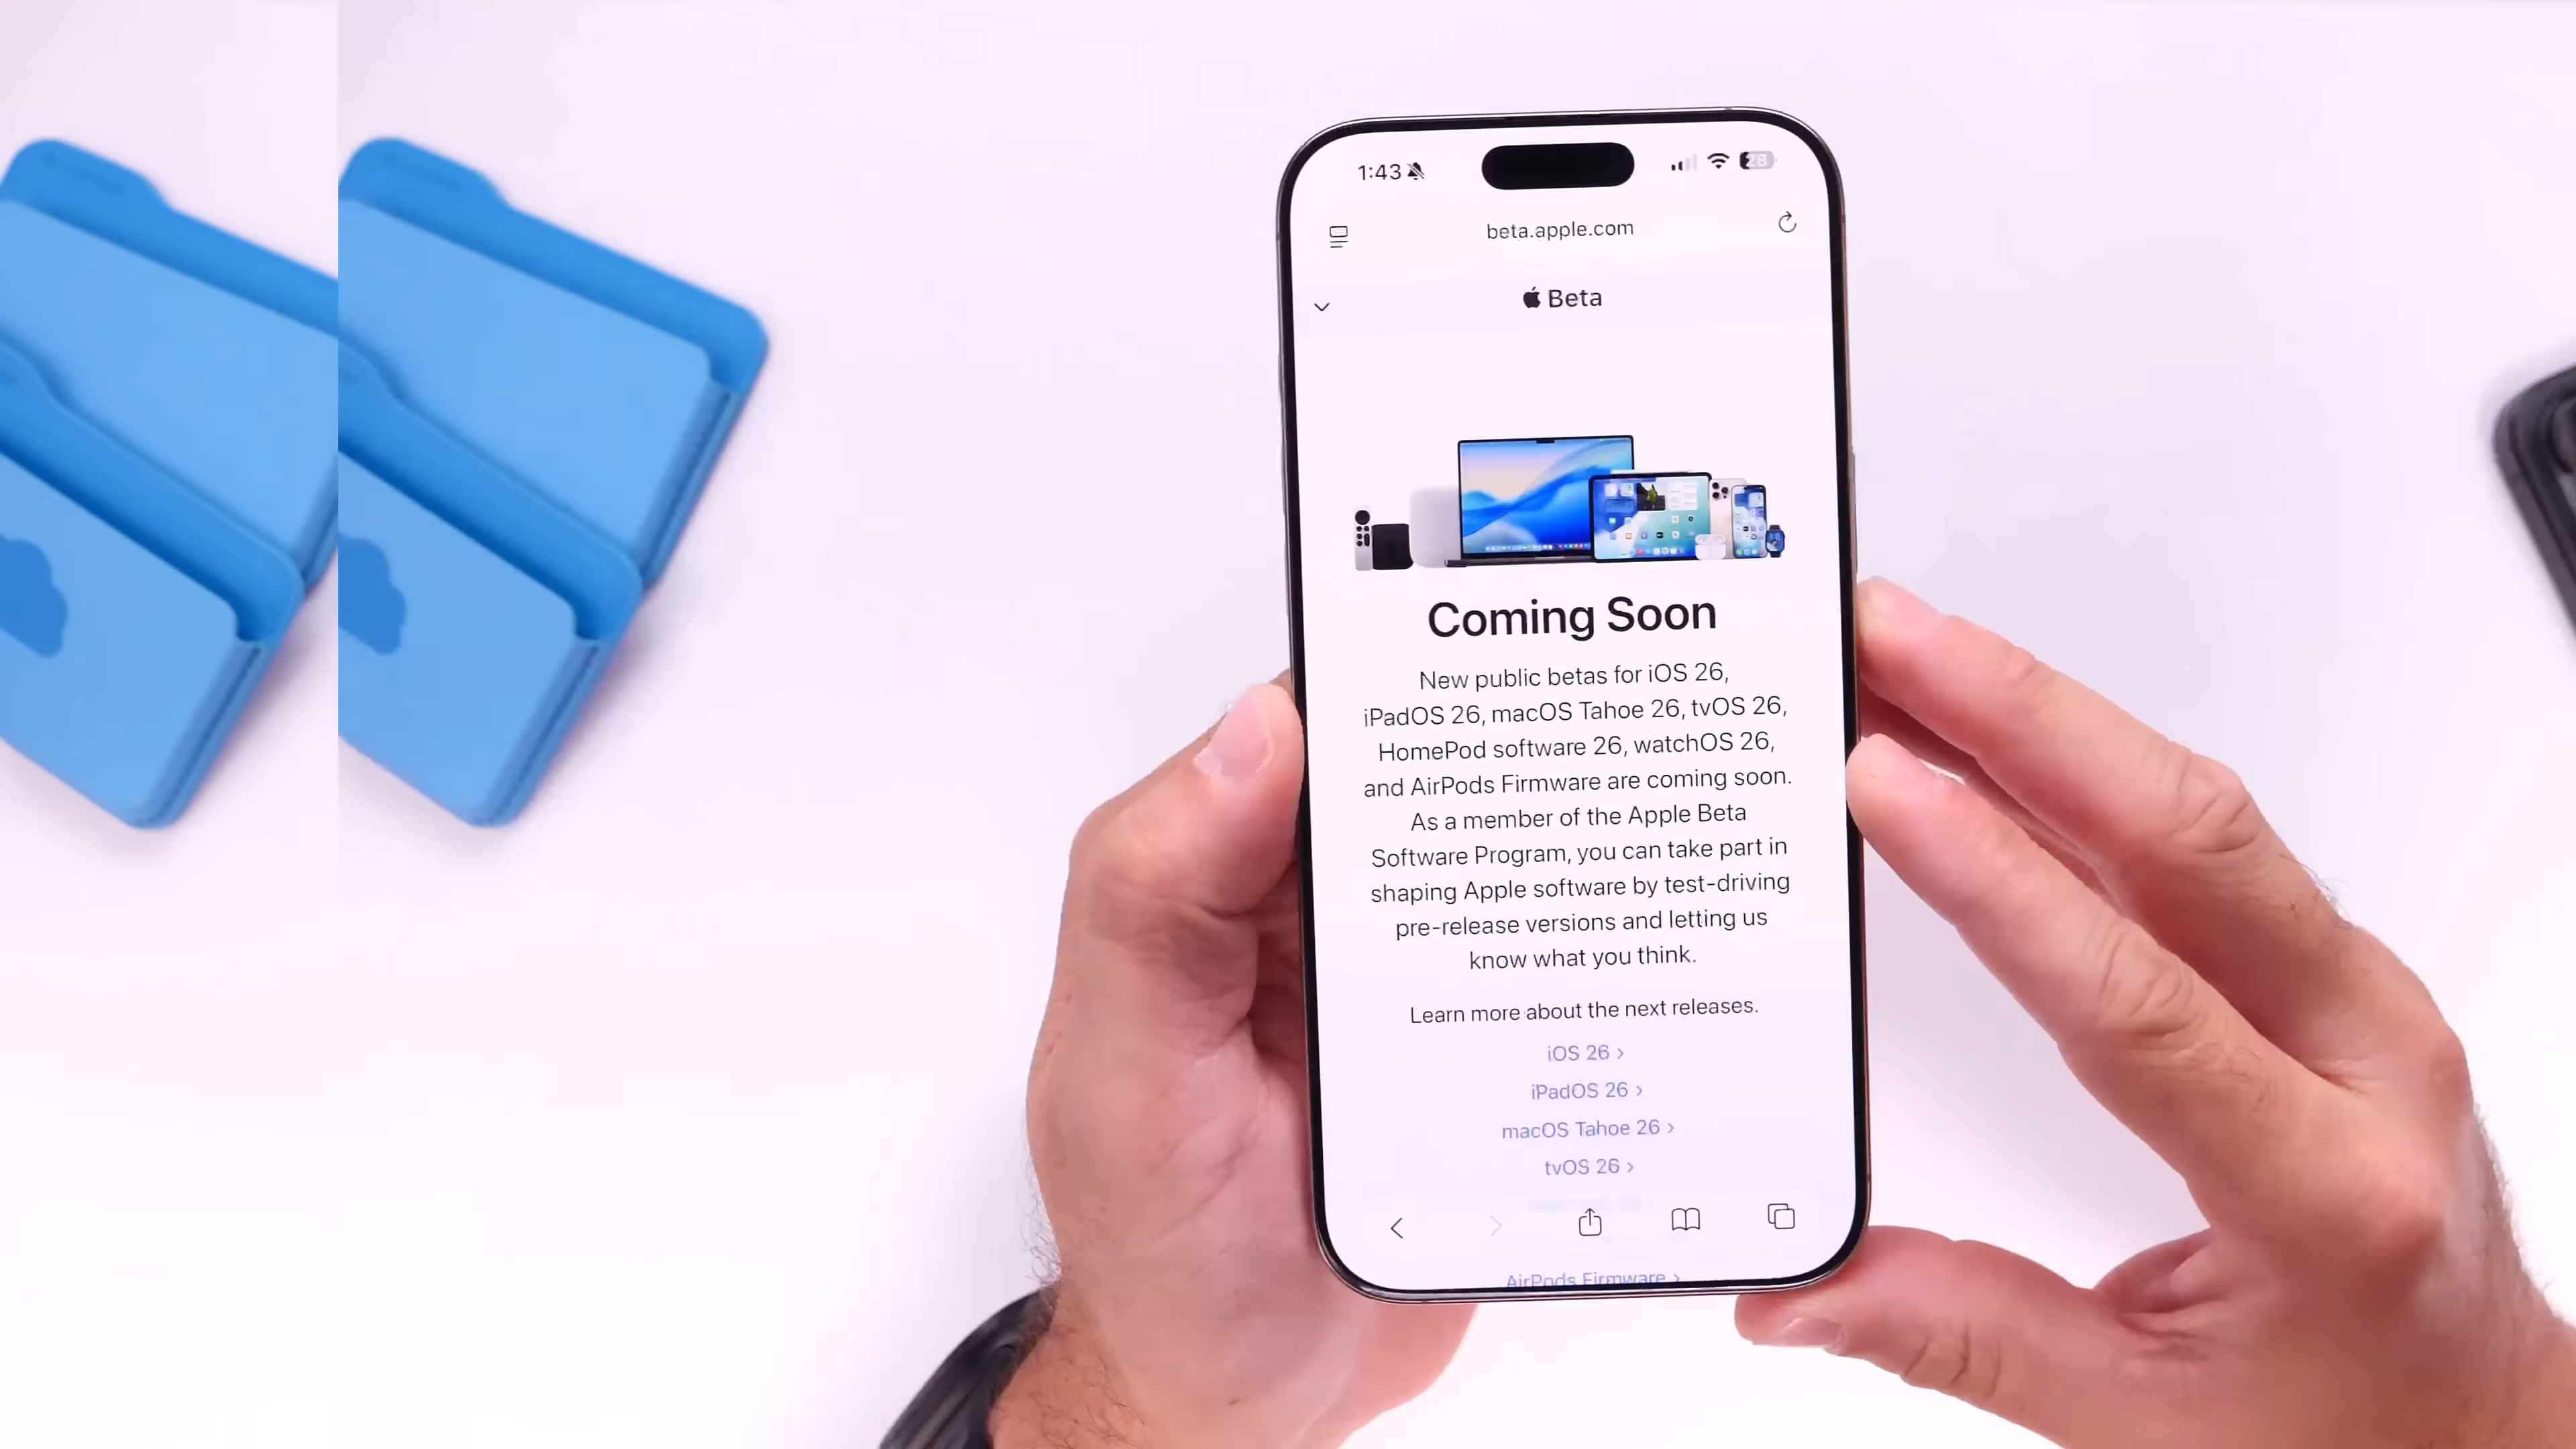 1:43
28
beta.apple.com
Beta
Coming Soon
New public betas for iOS 26,
iPadOS 26, macOS Tahoe 26, tvOS 26,
HomePod software 26, watchOS 26,
and AirPods Firmware are coming soon.
As a member of the Apple Beta
Software Program, you can take part in
shaping Apple software by test-driving
pre-release versions and letting us
know what you think.
Learn more about the next releases.
iOS 26 >
iPadOS 26 >
macOS Tahoe 26 >
tvOS 26 >
AirPods Firmware >